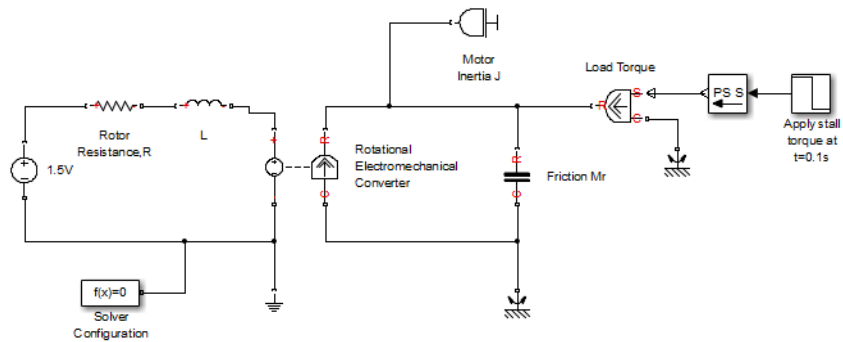 Motor
Inertia J
Load Torque
S
PS S
R
C
Apply stall
torque at
t=0.1s
+
Rotor
Resistance,R
L
+
R
Rotational
Electromechanical
Converter
C
1.5V
R
Friction Mr
C
f(x)=0
Solver
Configuration